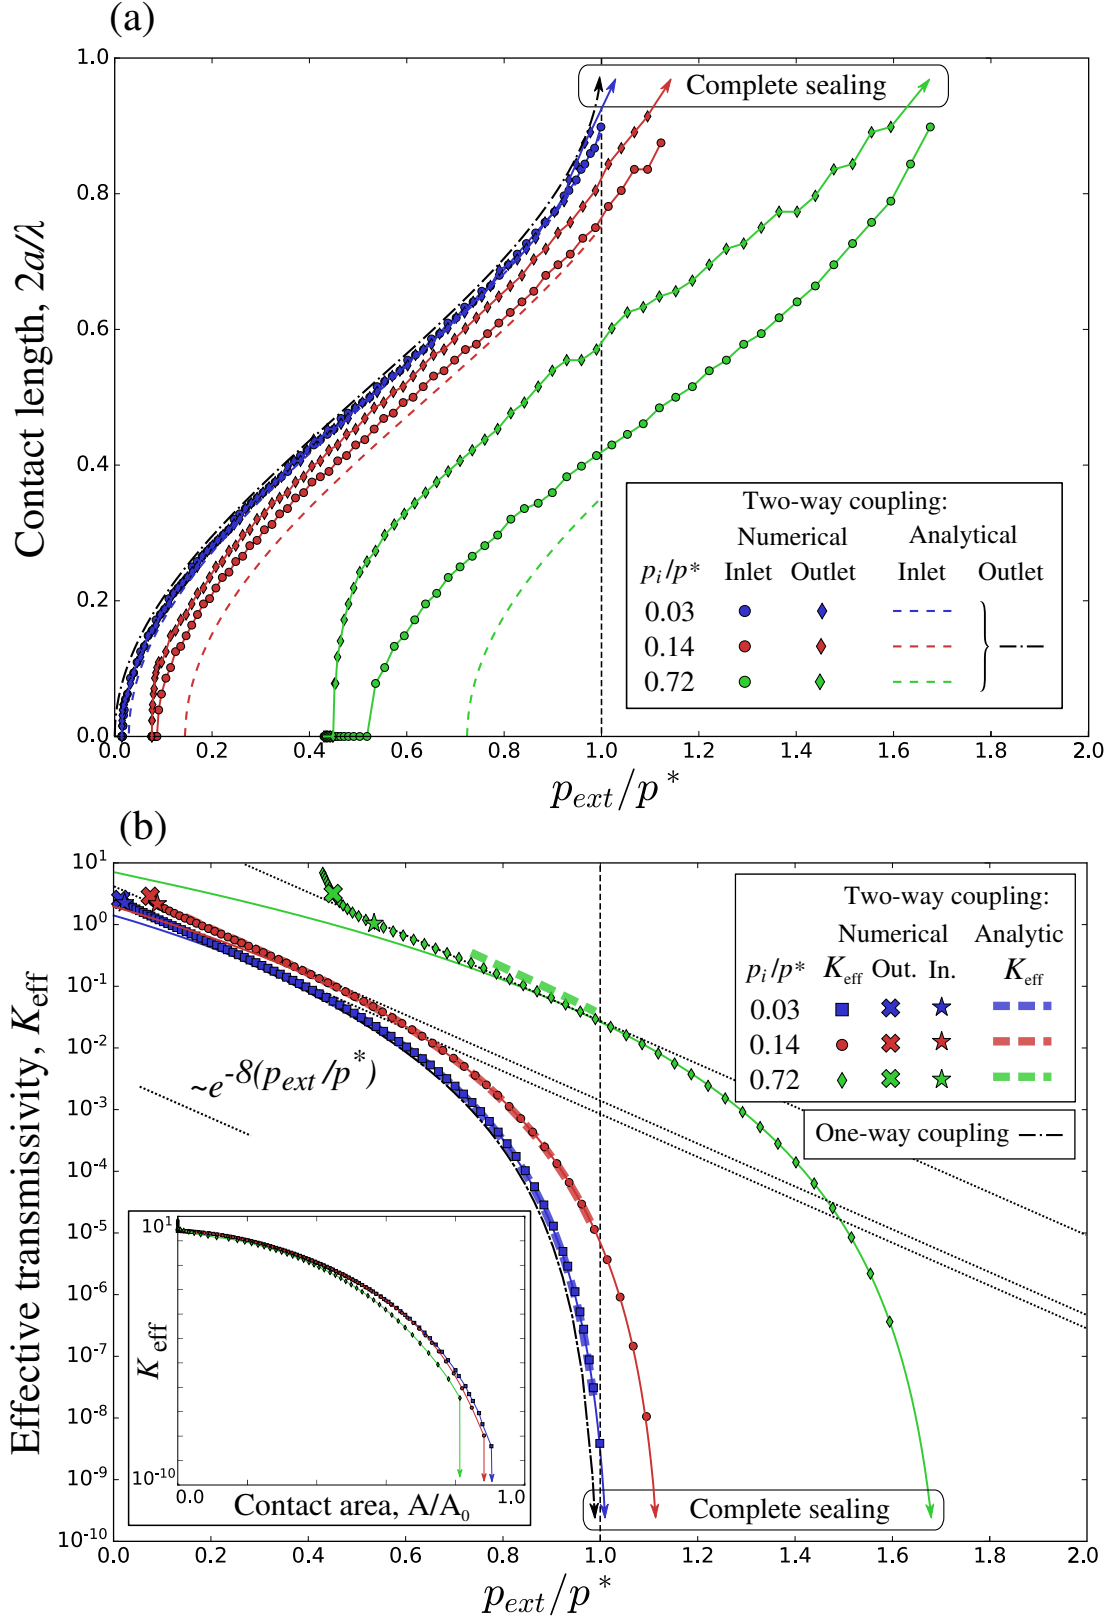 (a)
1.0
0.8
0.6
0.4
0.2
0.0
Contact length, 2a/λ
Complete sealing
Two-way coupling:
Numerical Analytical
p_i/p* Inlet Outlet Inlet Outlet
0.03
0.14
0.72
0.0 0.2 0.4 0.6 0.8 1.0 1.2 1.4 1.6 1.8 2.0
p_ext/p*
(b)
10^1
10^0
10^-1
10^-2
10^-3
10^-4
10^-5
10^-6
10^-7
10^-8
10^-9
10^-10
Effective transmissivity, K_eff
Two-way coupling:
Numerical Analytic
p_i/p* K_eff Out. In. K_eff
0.03
0.14
0.72
One-way coupling
~e^-8(p_ext/p*)
10^1
K_eff
10^-10
0.0 1.0
Contact area, A/A_0
Complete sealing
0.0 0.2 0.4 0.6 0.8 1.0 1.2 1.4 1.6 1.8 2.0
p_ext/p*